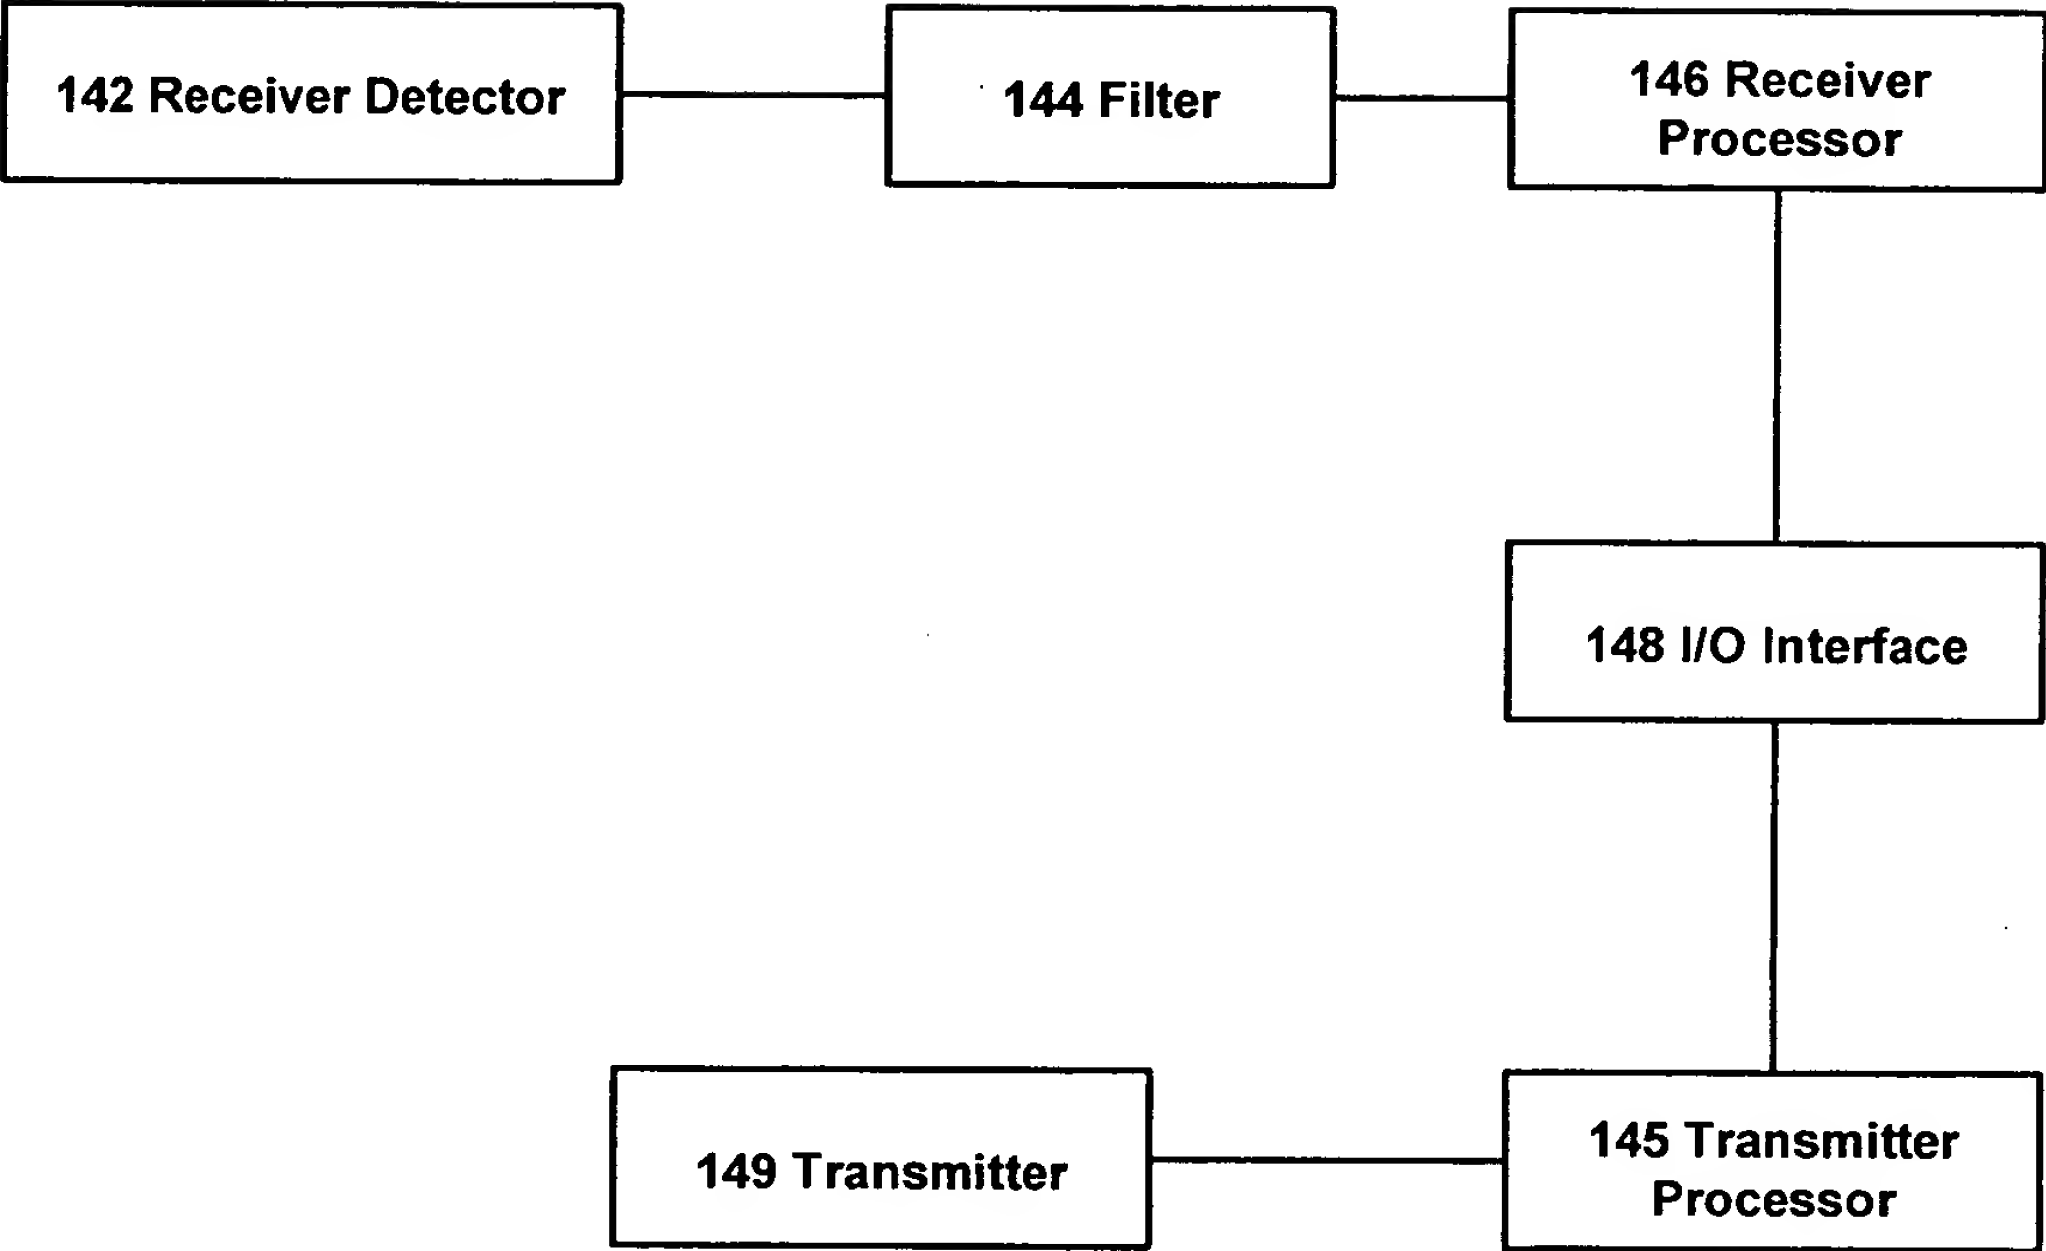 142 Receiver Detector
144 Filter
146 Receiver
Processor
148 I/O Interface
149 Transmitter
145 Transmitter
Processor